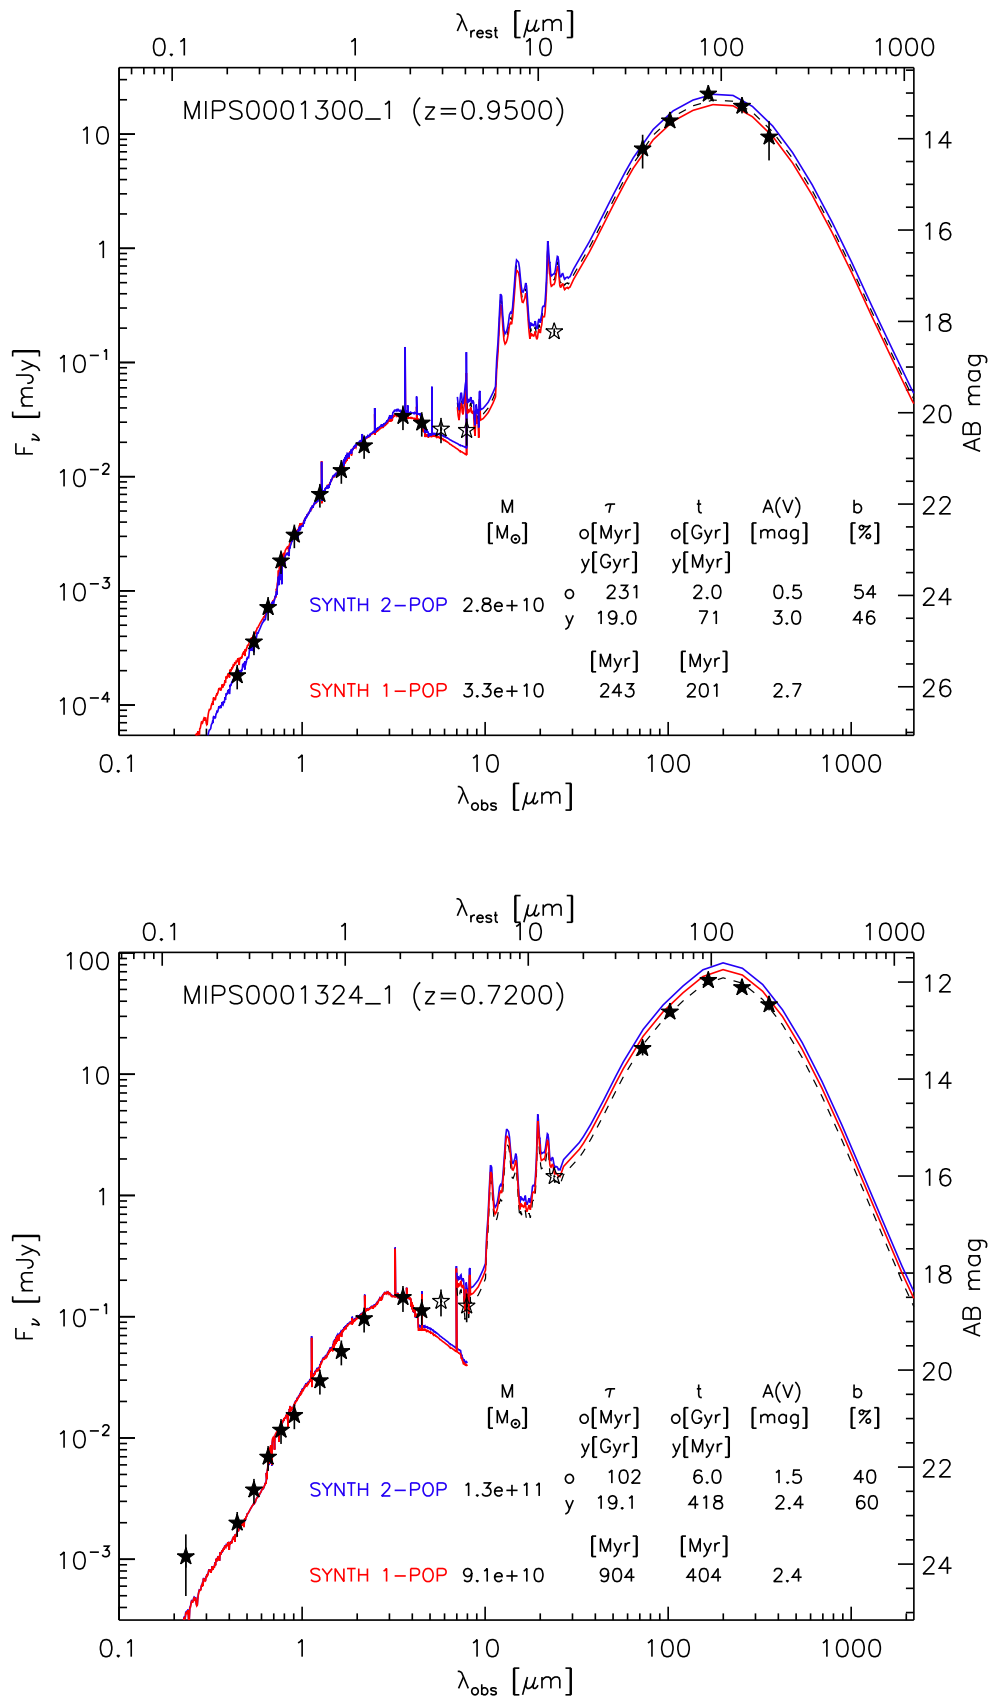 λrest [μm]
0.1 1 10 100 1000
MIPS0001300_1 (z=0.9500)
10
1
10⁻¹
10⁻²
10⁻³
10⁻⁴
Fν [mJy]
14
16
18
20
22
24
26
AB mag
M τ t A(V) b
[M⊙] o[Myr] o[Gyr] [mag] [%]
y[Gyr] y[Myr]
o 231 2.0 0.5 54
SYNTH 2-POP 2.8e+10
y 19.0 71 3.0 46
[Myr] [Myr]
SYNTH 1-POP 3.3e+10 243 201 2.7
0.1 1 10 100 1000
λobs [μm]
λrest [μm]
0.1 1 10 100 1000
MIPS0001324_1 (z=0.7200)
100
10
1
10⁻¹
10⁻²
10⁻³
Fν [mJy]
12
14
16
18
20
22
24
AB mag
M τ t A(V) b
[M⊙] o[Myr] o[Gyr] [mag] [%]
y[Gyr] y[Myr]
o 102 6.0 1.5 40
SYNTH 2-POP 1.3e+11
y 19.1 418 2.4 60
[Myr] [Myr]
SYNTH 1-POP 9.1e+10 904 404 2.4
0.1 1 10 100 1000
λobs [μm]